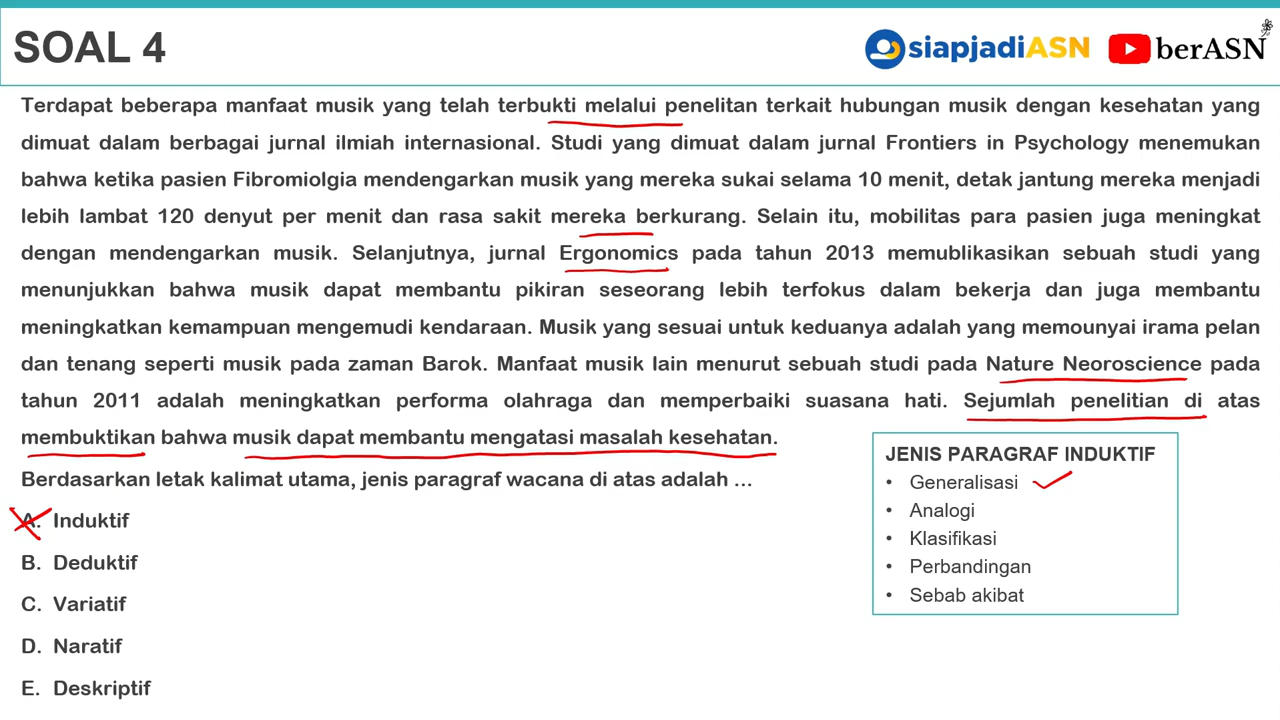 SOAL 4
siapjadiASN
berASN
Terdapat beberapa manfaat musik yang telah terbukti melalui penelitan terkait hubungan musik dengan kesehatan yang
dimuat dalam berbagai jurnal ilmiah internasional. Studi yang dimuat dalam jurnal Frontiers in Psychology menemukan
bahwa ketika pasien Fibromiolgia mendengarkan musik yang mereka sukai selama 10 menit, detak jantung mereka menjadi
lebih lambat 120 denyut per menit dan rasa sakit mereka berkurang. Selain itu, mobilitas para pasien juga meningkat
dengan mendengarkan musik. Selanjutnya, jurnal Ergonomics pada tahun 2013 memublikasikan sebuah studi yang
menunjukkan bahwa musik dapat membantu pikiran seseorang lebih terfokus dalam bekerja dan juga membantu
meningkatkan kemampuan mengemudi kendaraan. Musik yang sesuai untuk keduanya adalah yang memounyai irama pelan
dan tenang seperti musik pada zaman Barok. Manfaat musik lain menurut sebuah studi pada Nature Neoroscience pada
tahun 2011 adalah meningkatkan performa olahraga dan memperbaiki suasana hati. Sejumlah penelitian di atas
membuktikan bahwa musik dapat membantu mengatasi masalah kesehatan.
Berdasarkan letak kalimat utama, jenis paragraf wacana di atas adalah ...
A. Induktif
B. Deduktif
C. Variatif
D. Naratif
E. Deskriptif
JENIS PARAGRAF INDUKTIF
• Generalisasi
• Analogi
• Klasifikasi
• Perbandingan
• Sebab akibat